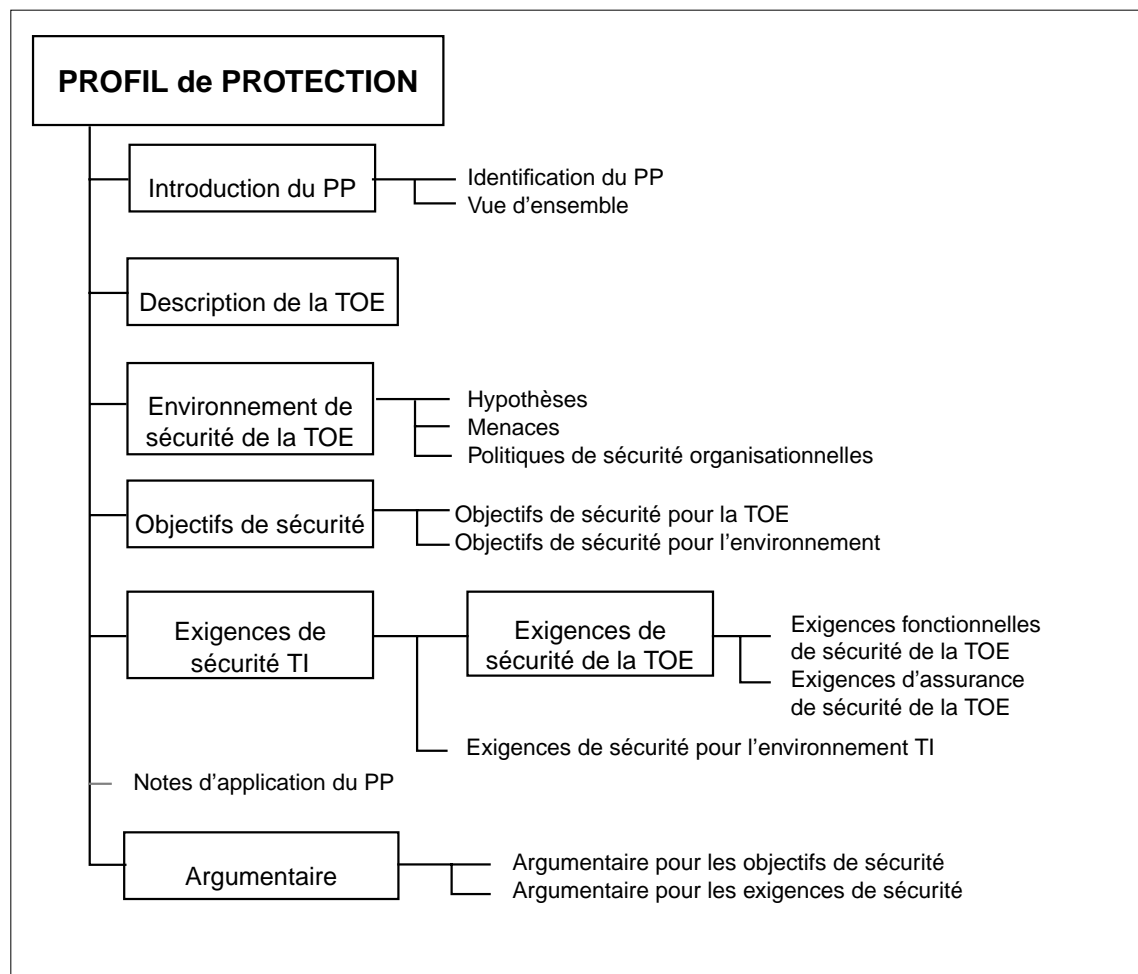 PROFIL de PROTECTION
Introduction du PP
Identification du PP
Vue d’ensemble
Description de la TOE
Environnement de
sécurité de la TOE
Hypothèses
Menaces
Politiques de sécurité organisationnelles
Objectifs de sécurité
Objectifs de sécurité pour la TOE
Objectifs de sécurité pour l’environnement
Exigences de
sécurité TI
Exigences de
sécurité de la TOE
Exigences fonctionnelles
de sécurité de la TOE
Exigences d’assurance
de sécurité de la TOE
Exigences de sécurité pour l’environnement TI
Notes d’application du PP
Argumentaire
Argumentaire pour les objectifs de sécurité
Argumentaire pour les exigences de sécurité